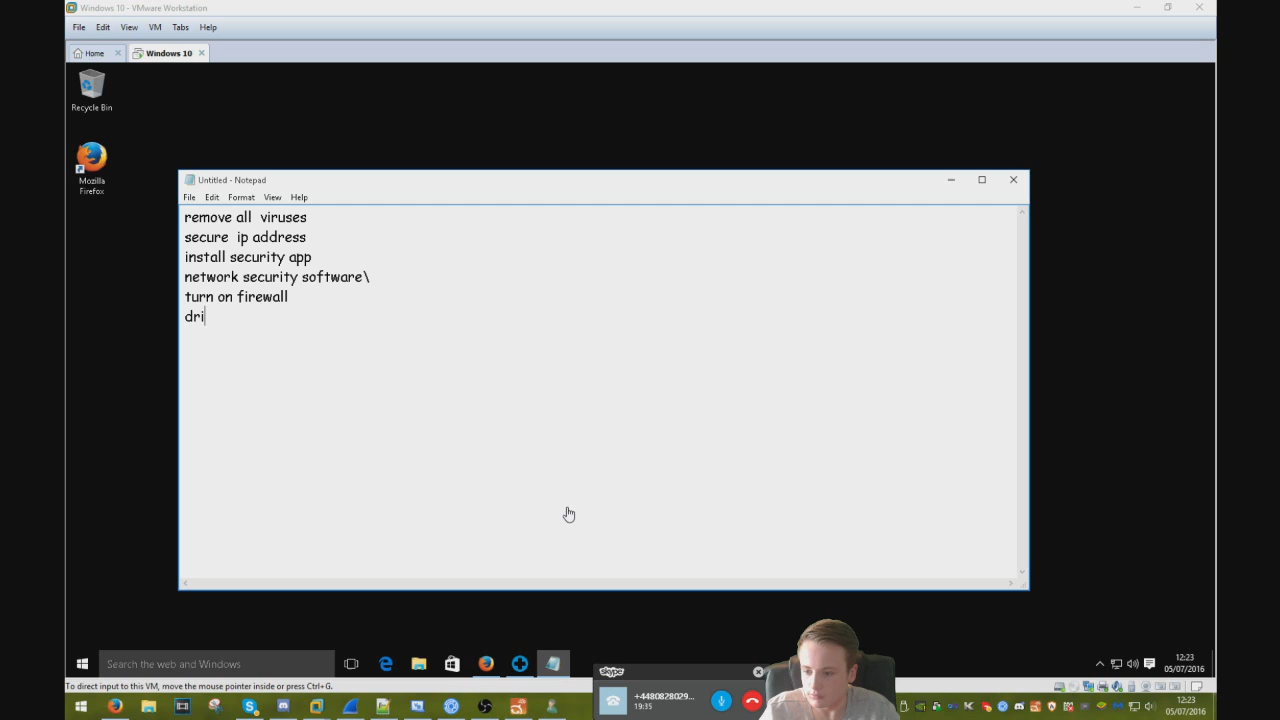 Windows 10 - VMware Workstation
File Edit View VM Tabs Help
Home Windows 10
Recycle Bin
Mozilla
Firefox
Untitled - Notepad
File Edit Format View Help
remove all  viruses
secure  ip address
install security app
network security software\
turn on firewall
dri
Search the web and Windows
12:23
05/07/2016
To direct input to this VM, move the mouse pointer inside or press Ctrl+G.
skype
+4480828029...
19:35
12:23
05/07/2016